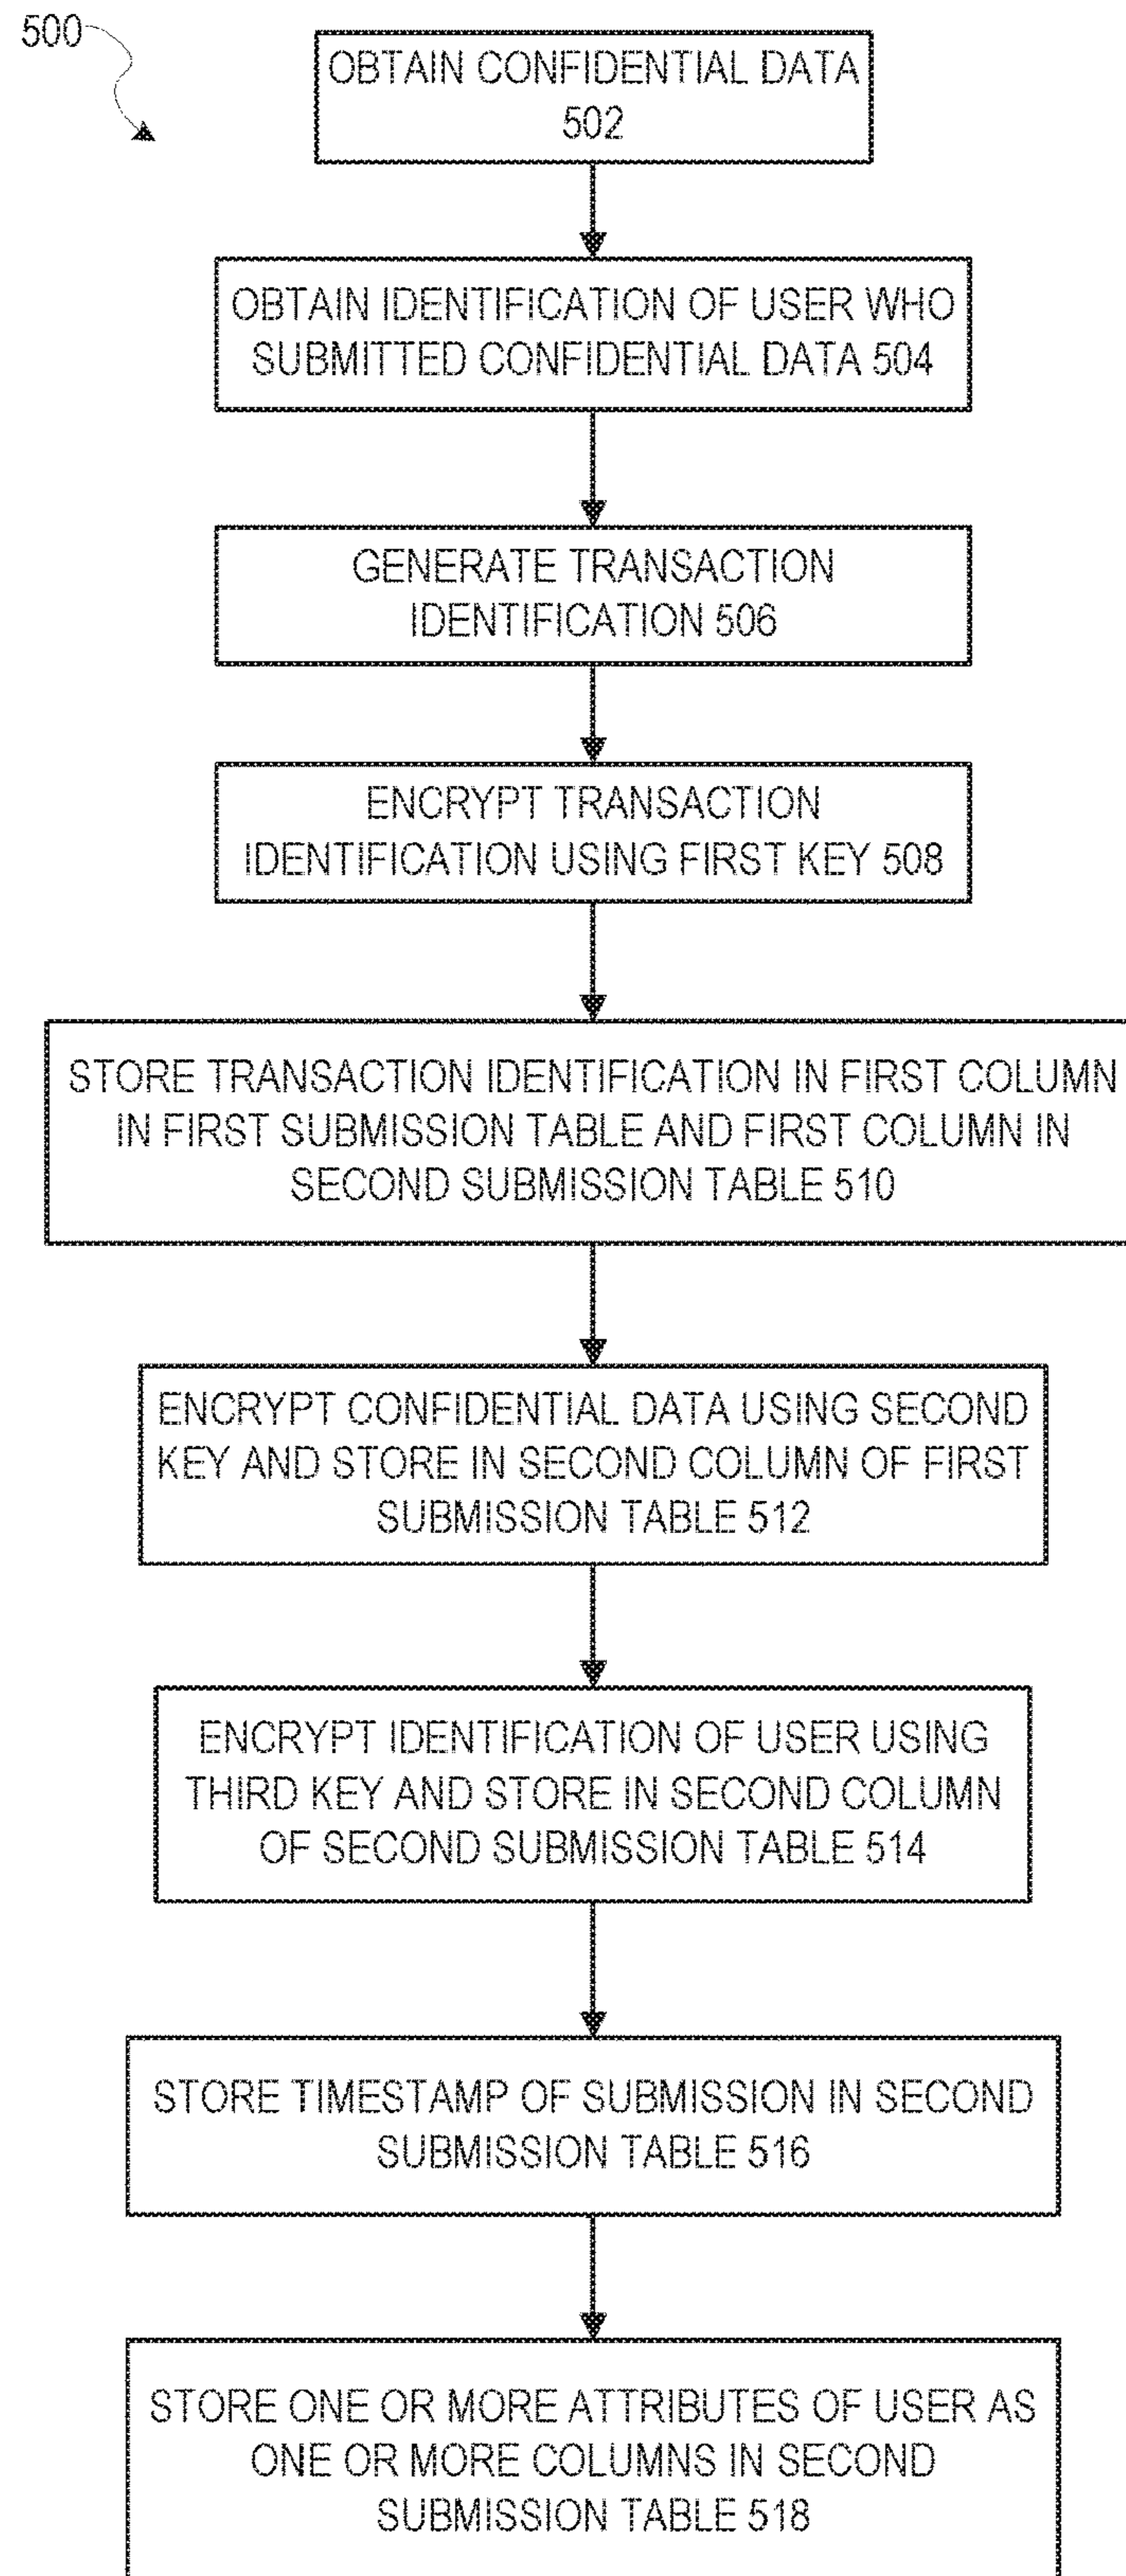 500
OBTAIN CONFIDENTIAL DATA
502
OBTAIN IDENTIFICATION OF USER WHO
SUBMITTED CONFIDENTIAL DATA 504
GENERATE TRANSACTION
IDENTIFICATION 506
ENCRYPT TRANSACTION
IDENTIFICATION USING FIRST KEY 508
STORE TRANSACTION IDENTIFICATION IN FIRST COLUMN
IN FIRST SUBMISSION TABLE AND FIRST COLUMN IN
SECOND SUBMISSION TABLE 510
ENCRYPT CONFIDENTIAL DATA USING SECOND
KEY AND STORE IN SECOND COLUMN OF FIRST
SUBMISSION TABLE 512
ENCRYPT IDENTIFICATION OF USER USING
THIRD KEY AND STORE IN SECOND COLUMN
OF SECOND SUBMISSION TABLE 514
STORE TIMESTAMP OF SUBMISSION IN SECOND
SUBMISSION TABLE 516
STORE ONE OR MORE ATTRIBUTES OF USER AS
ONE OR MORE COLUMNS IN SECOND
SUBMISSION TABLE 518